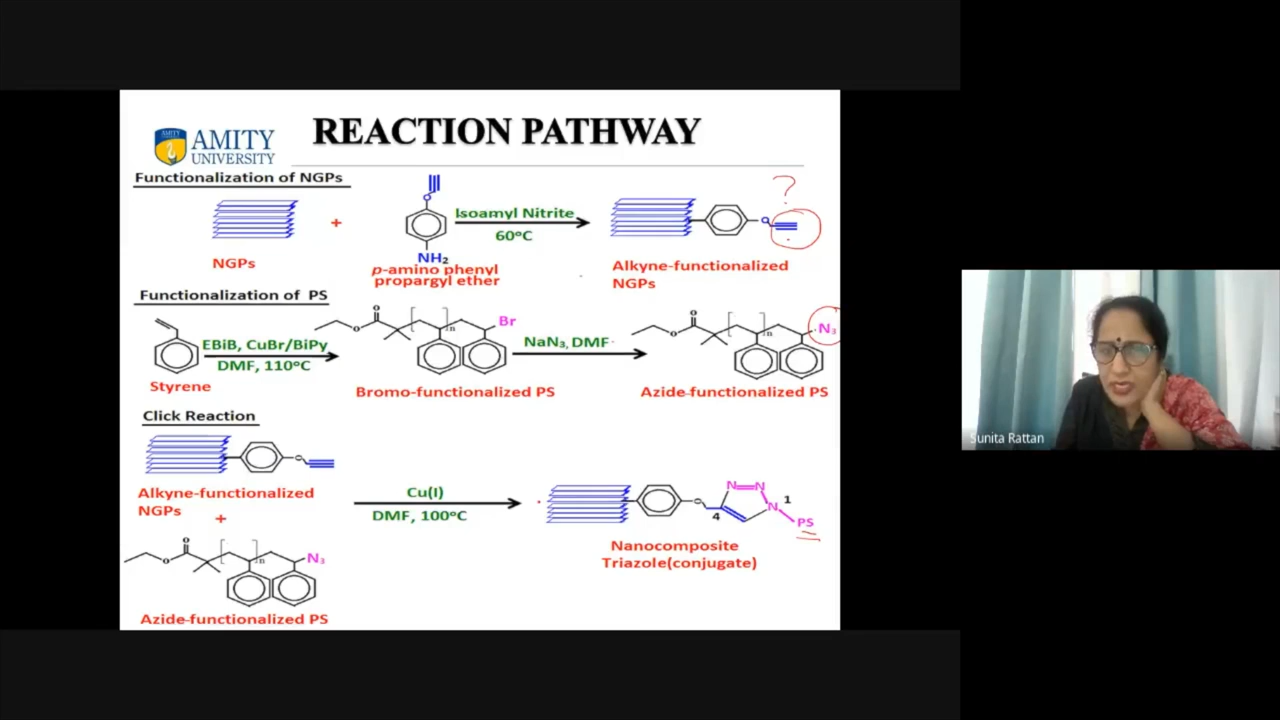 AMITY
UNIVERSITY
REACTION PATHWAY
Functionalization of NGPs
NGPs
+
O
NH₂
p-amino phenyl
propargyl ether
Isoamyl Nitrite
60°C
?
O
Alkyne-functionalized
NGPs
Functionalization of PS
Styrene
EBiB, CuBr/BiPy
DMF, 110°C
O
O
n
Br
Bromo-functionalized PS
NaN₃, DMF
O
O
n
N₃
Azide-functionalized PS
Click Reaction
O
Alkyne-functionalized
NGPs
+
O
O
n
N₃
Azide-functionalized PS
Cu(I)
DMF, 100°C
O
N N
N 1
4
PS
Nanocomposite
Triazole(conjugate)
Sunita Rattan